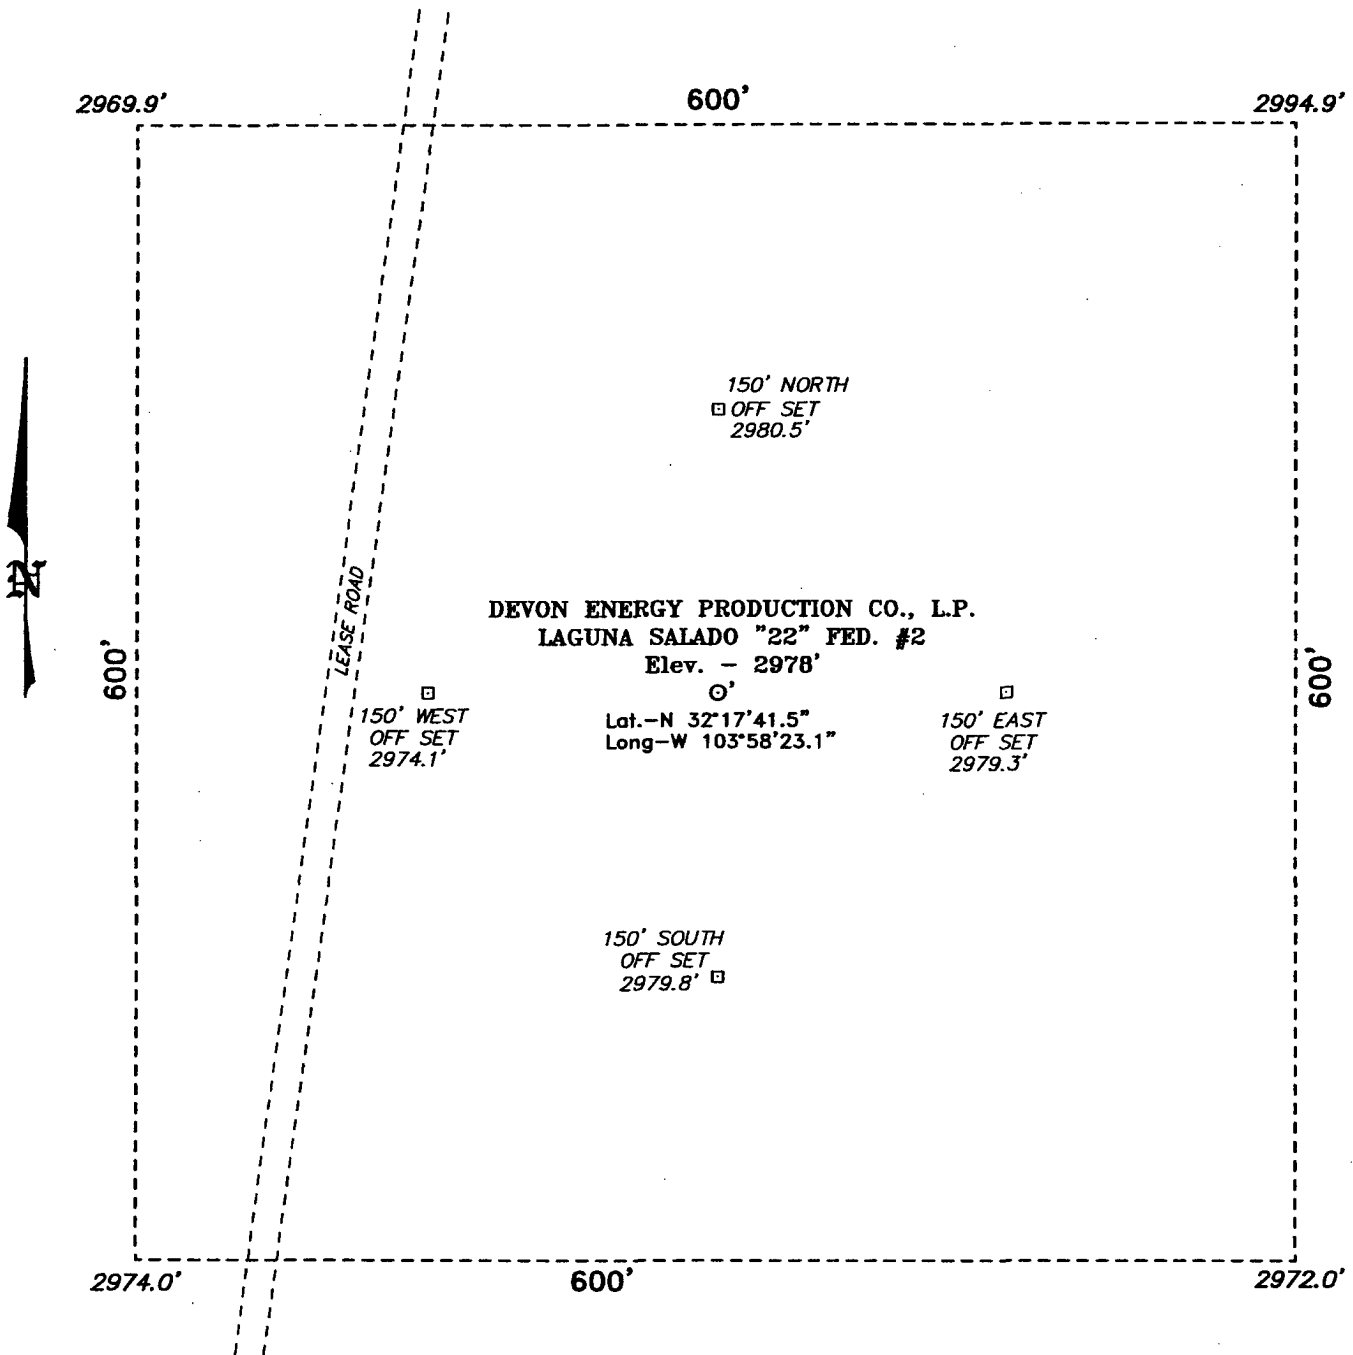 2969.9'
600'
2994.9'
150' NORTH
OFF SET
2980.5'
N
LEASE ROAD
DEVON ENERGY PRODUCTION CO., L.P.
LAGUNA SALADO "22" FED. #2
Elev. - 2978'
600'
600'
Lat.-N 32°17'41.5"
Long-W 103°58'23.1"
150' WEST
OFF SET
2974.1'
150' EAST
OFF SET
2979.3'
150' SOUTH
OFF SET
2979.8'
2974.0'
600'
2972.0'